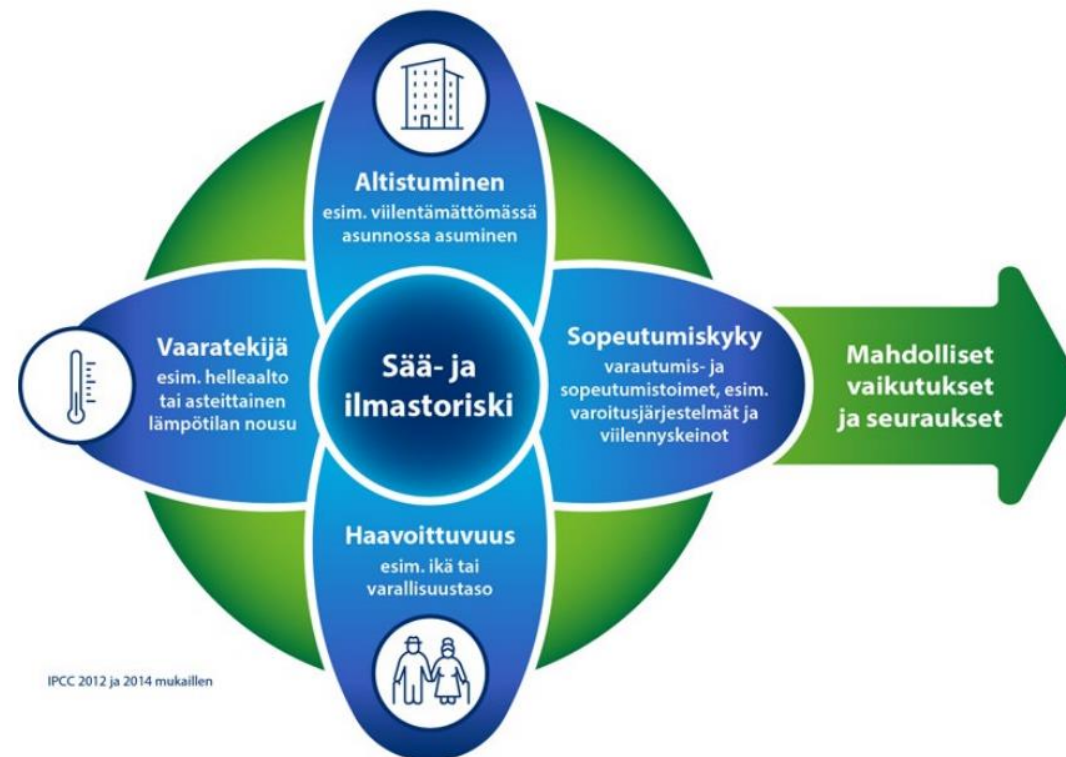 Altistuminen
esim. viilentämättömässä
asunnossa asuminen
Vaaratekijä
esim. helleaalto
tai asteittainen
lämpötilan nousu
Sää- ja
ilmastoriski
Sopeutumiskyky
varautumis- ja
sopeutumistoimet, esim.
varoitusjärjestelmät ja
viilennyskeinot
Mahdolliset
vaikutukset
ja seuraukset
Haavoittuvuus
esim. ikä tai
varallisuustaso
IPCC 2012 ja 2014 mukaillen